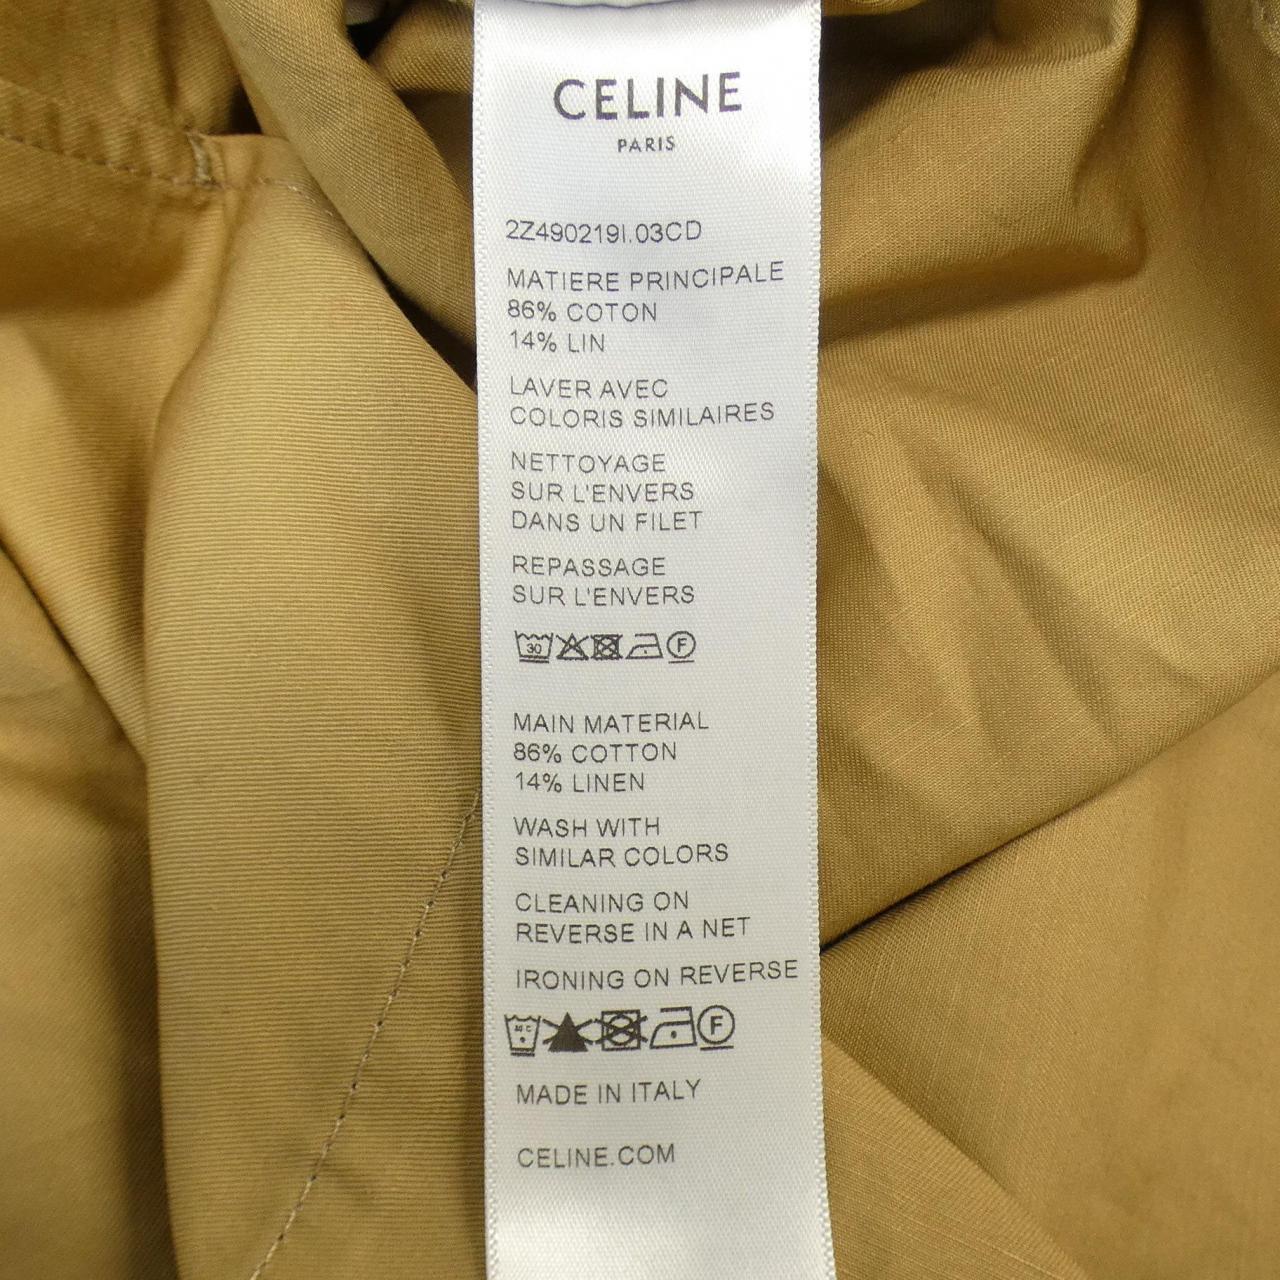 CELINE
PARIS
2Z490219I.03CD
MATIERE PRINCIPALE
86% COTON
14% LIN
LAVER AVEC
COLORIS SIMILAIRES
NETTOYAGE
SUR L'ENVERS
DANS UN FILET
REPASSAGE
SUR L'ENVERS
30 F
MAIN MATERIAL
86% COTTON
14% LINEN
WASH WITH
SIMILAR COLORS
CLEANING ON
REVERSE IN A NET
IRONING ON REVERSE
F
MADE IN ITALY
CELINE.COM